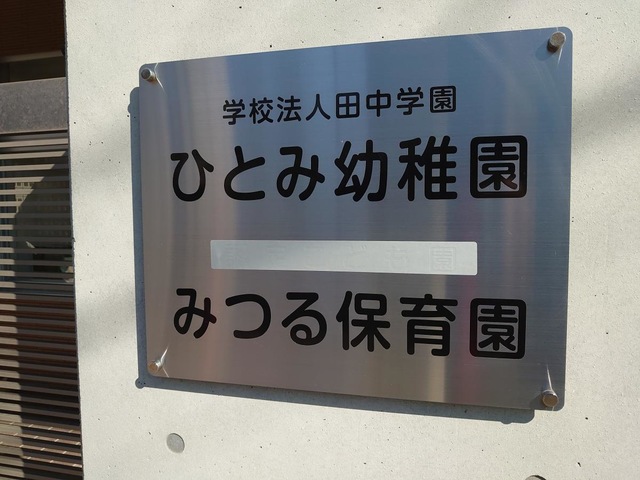 学校法人田中学園
ひとみ幼稚園
みつる保育園